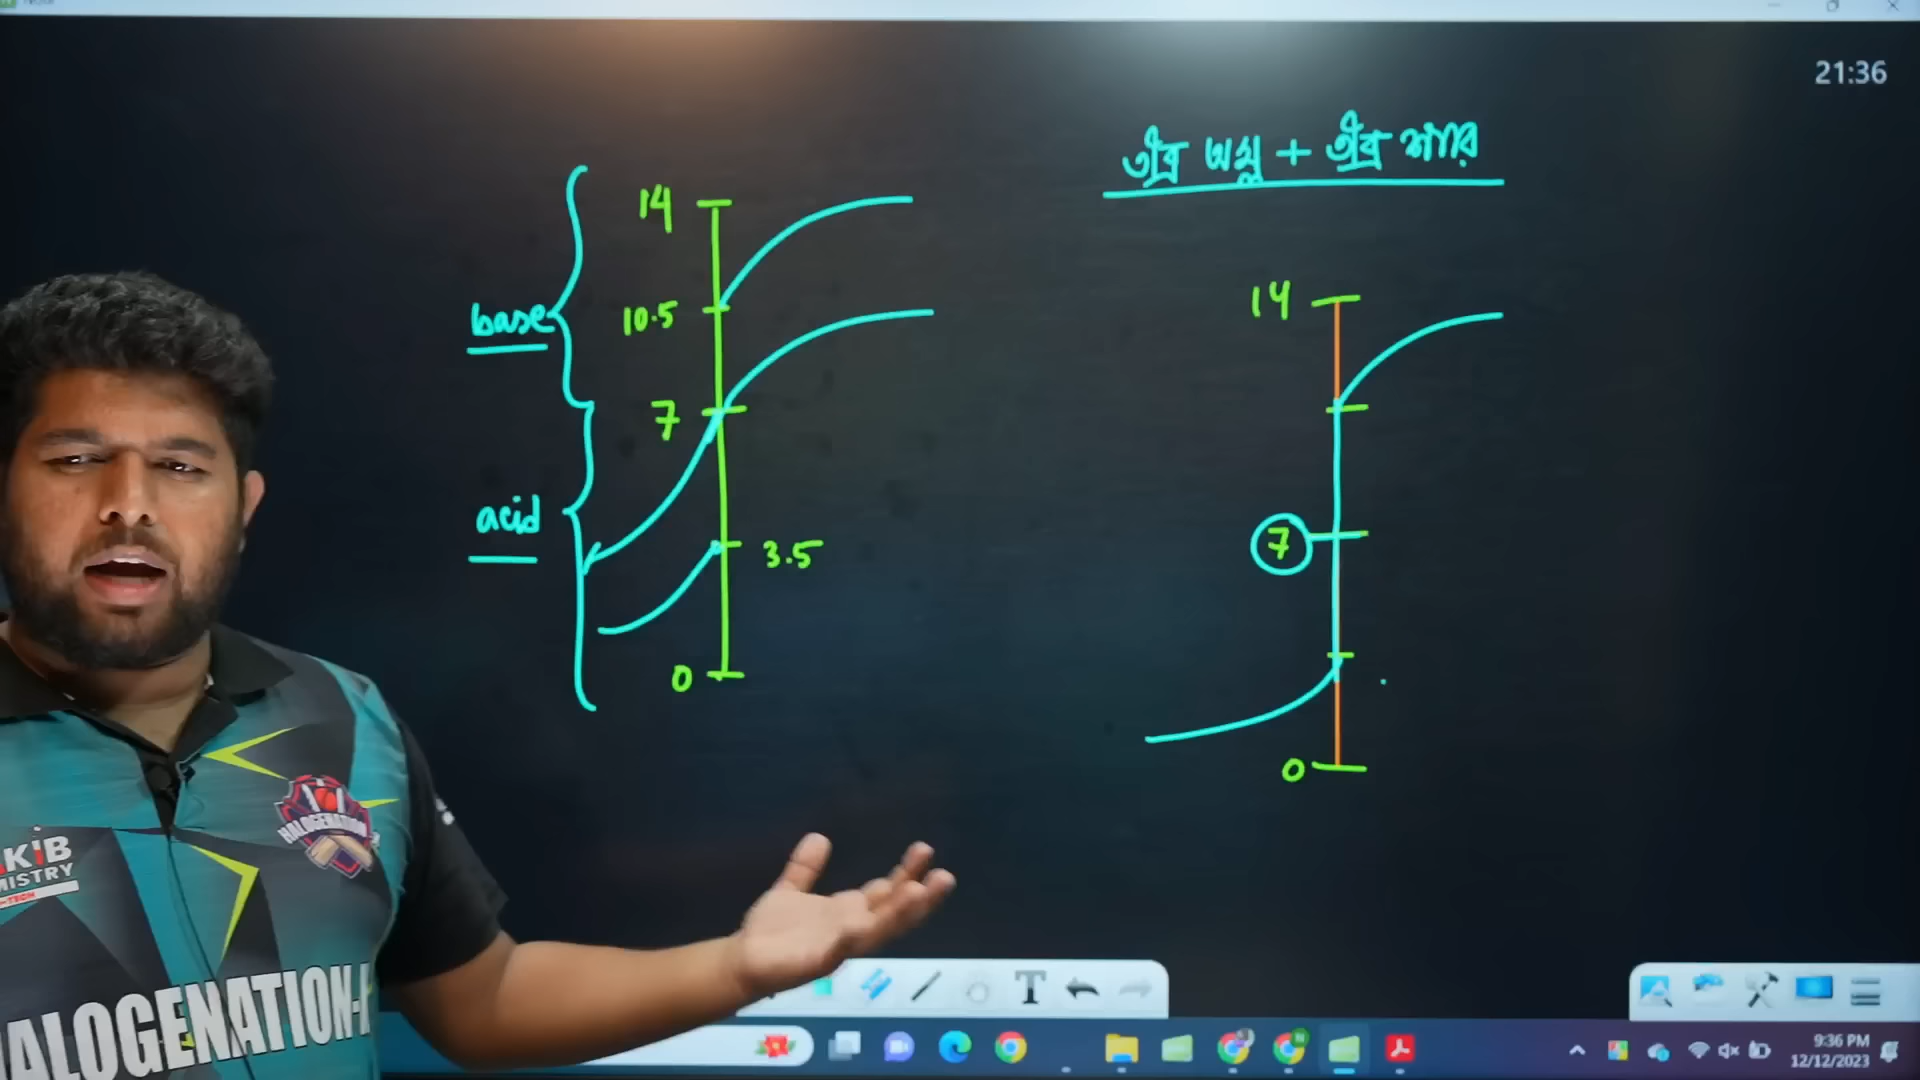 21:36
তীব্র অম্ল + তীব্র ক্ষার
14
10.5
base
7
acid
3.5
0
14
7
0
HALOGENATION
KIB
MISTRY
ALOGENATION-
T
9:36 PM
12/12/2023